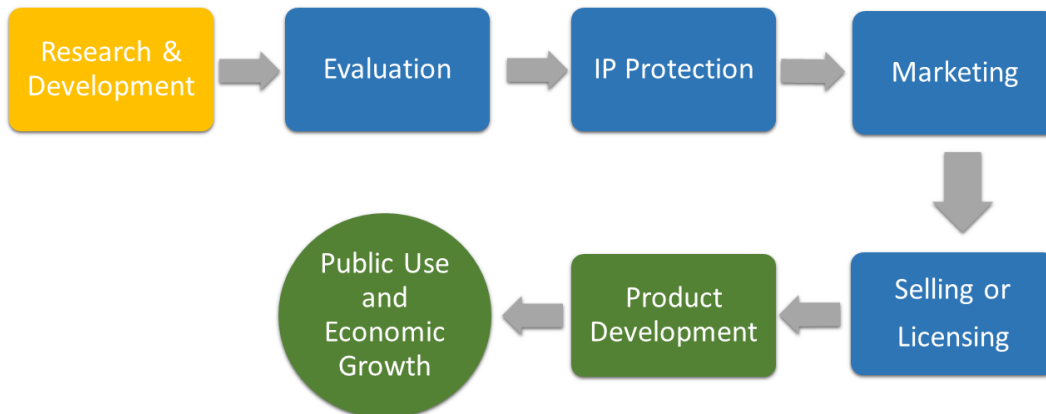 Research &
Development
Evaluation
IP Protection
Marketing
Selling or
Licensing
Product
Development
Public Use
and
Economic
Growth